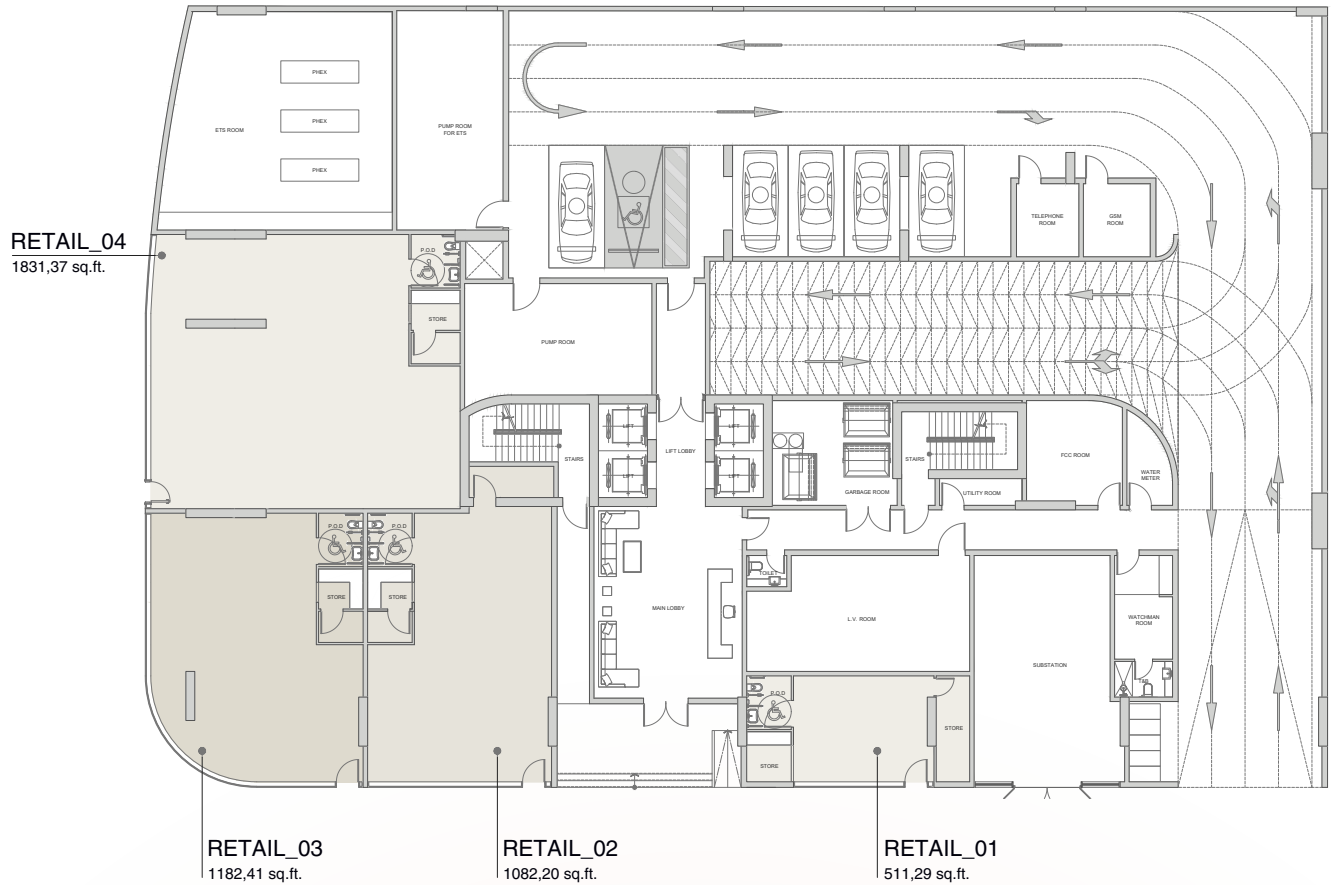 PHEX
PHEX
PHEX
ETS ROOM
PUMP ROOM
FOR ETS
TELEPHONE
ROOM
GSM
ROOM
RETAIL_04
1831,37 sq.ft.
P.O.D
STORE
PUMP ROOM
LIFT
LIFT
LIFT
LIFT
LIFT LOBBY
STAIRS
STAIRS
GARBAGE ROOM
UTILITY ROOM
FCC ROOM
WATER
METER
P.O.D
P.O.D
STORE
STORE
MAIN LOBBY
TOILET
L.V. ROOM
SUBSTATION
WATCHMAN
ROOM
P.O.D
STORE
STORE
RETAIL_03
1182,41 sq.ft.
RETAIL_02
1082,20 sq.ft.
RETAIL_01
511,29 sq.ft.